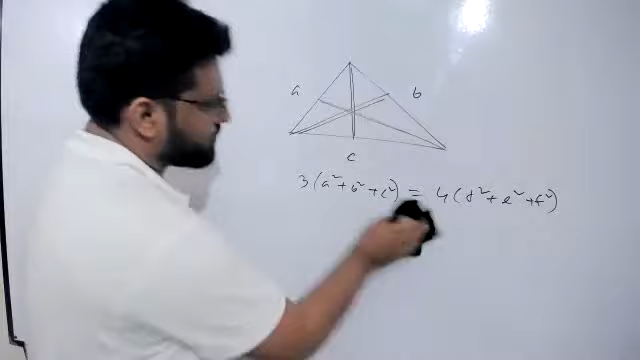 a
b
c
3(a²+b²+c²) = 4(d²+e²+f²)